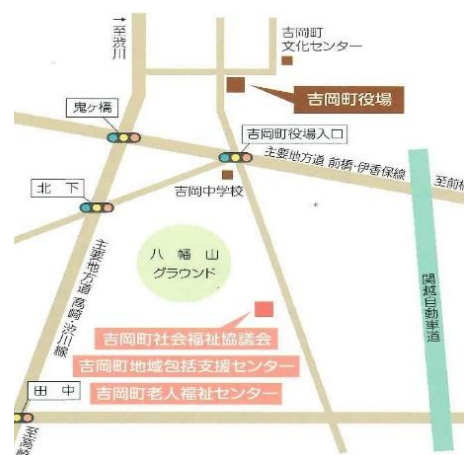 ↑至渋川
吉岡町
文化センター
吉岡町役場
鬼ヶ橋
吉岡町役場入口
主要地方道 前橋・伊香保線
至前橋
吉岡中学校
北下
八幡山
グラウンド
主要地方道 高崎渋川線
関越自動車道
吉岡町社会福祉協議会
吉岡町地域包括支援センター
吉岡町老人福祉センター
田中
至高崎